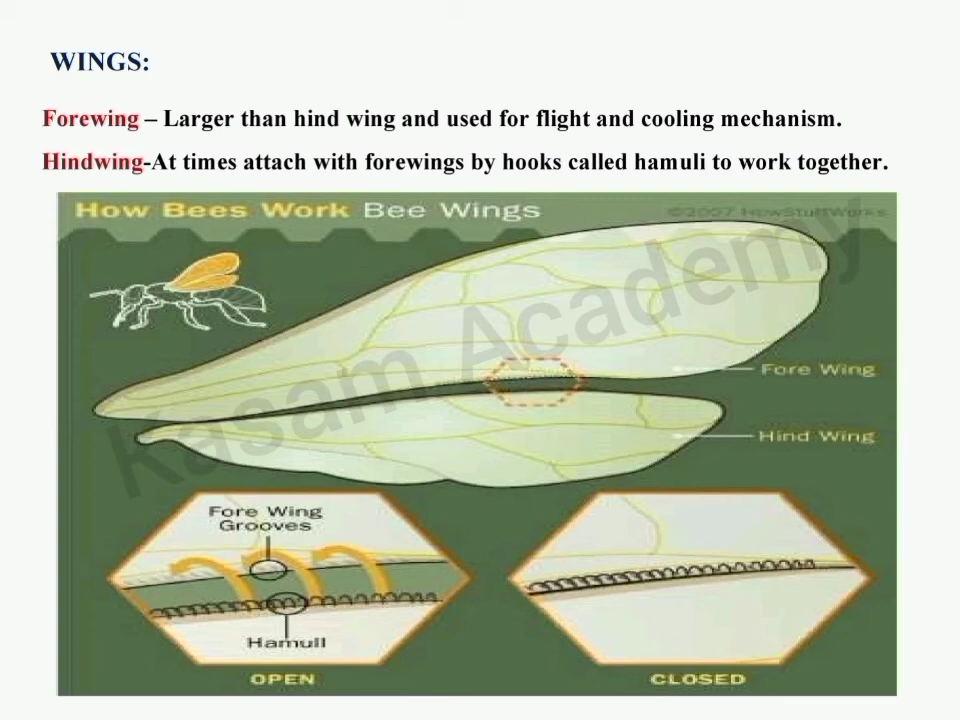 WINGS:
Forewing – Larger than hind wing and used for flight and cooling mechanism.
Hindwing-At times attach with forewings by hooks called hamuli to work together.
How Bees Work Bee Wings
©2007 HowStuffWorks
Kasam Academy
Fore Wing
Hind Wing
Fore Wing
Grooves
Hamuli
OPEN
CLOSED